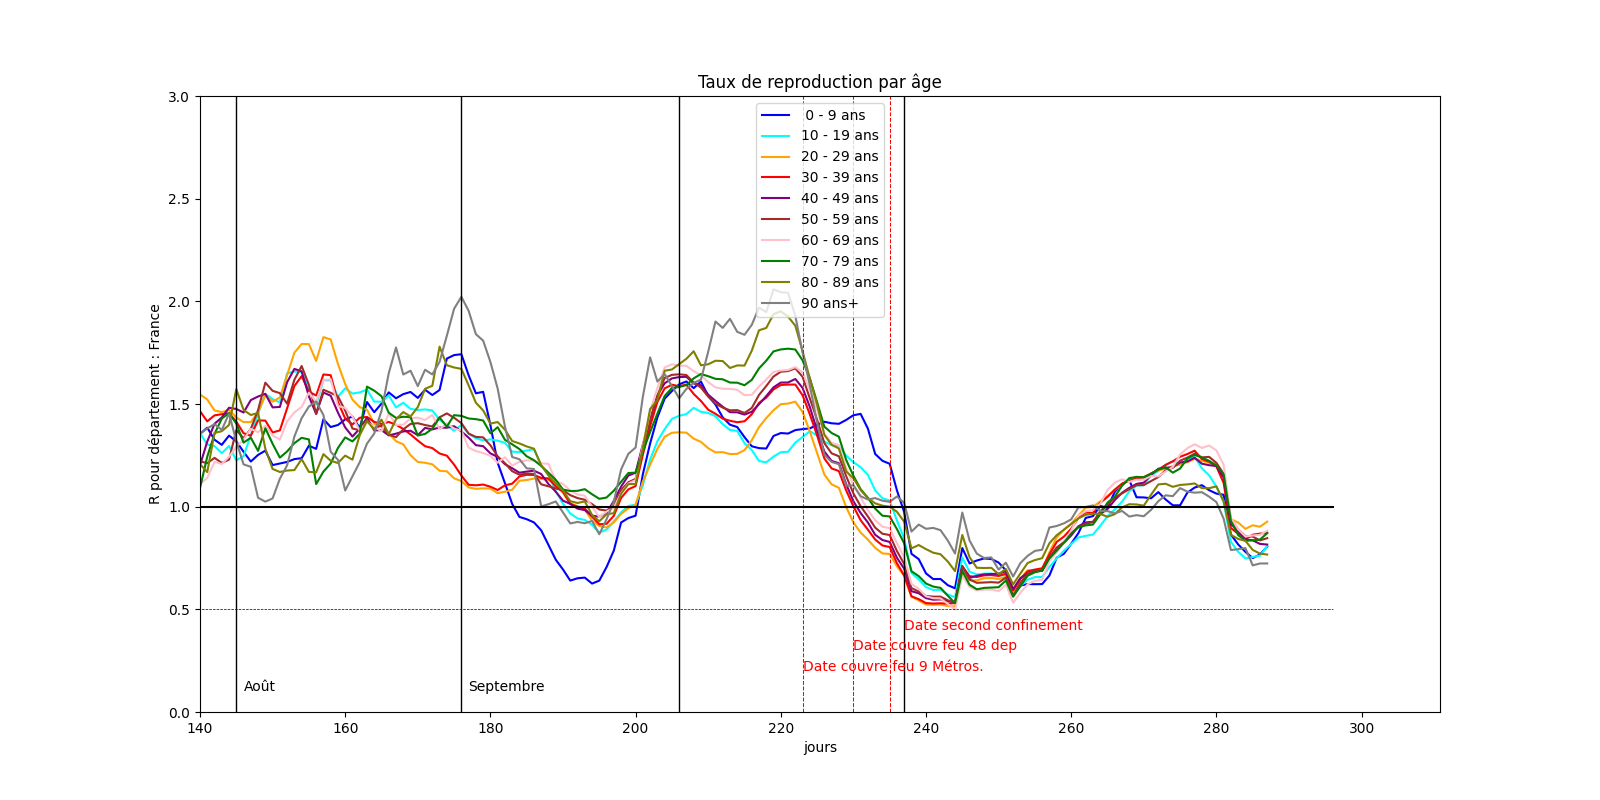 Taux de reproduction par âge
3.0
2.5
2.0
1.5
1.0
0.5
0.0
R pour département : France
0 - 9 ans
10 - 19 ans
20 - 29 ans
30 - 39 ans
40 - 49 ans
50 - 59 ans
60 - 69 ans
70 - 79 ans
80 - 89 ans
90 ans+
Date second confinement
Date couvre feu 48 dep
Date couvre feu 9 Métros.
Août
Septembre
140
160
180
200
220
240
260
280
300
jours